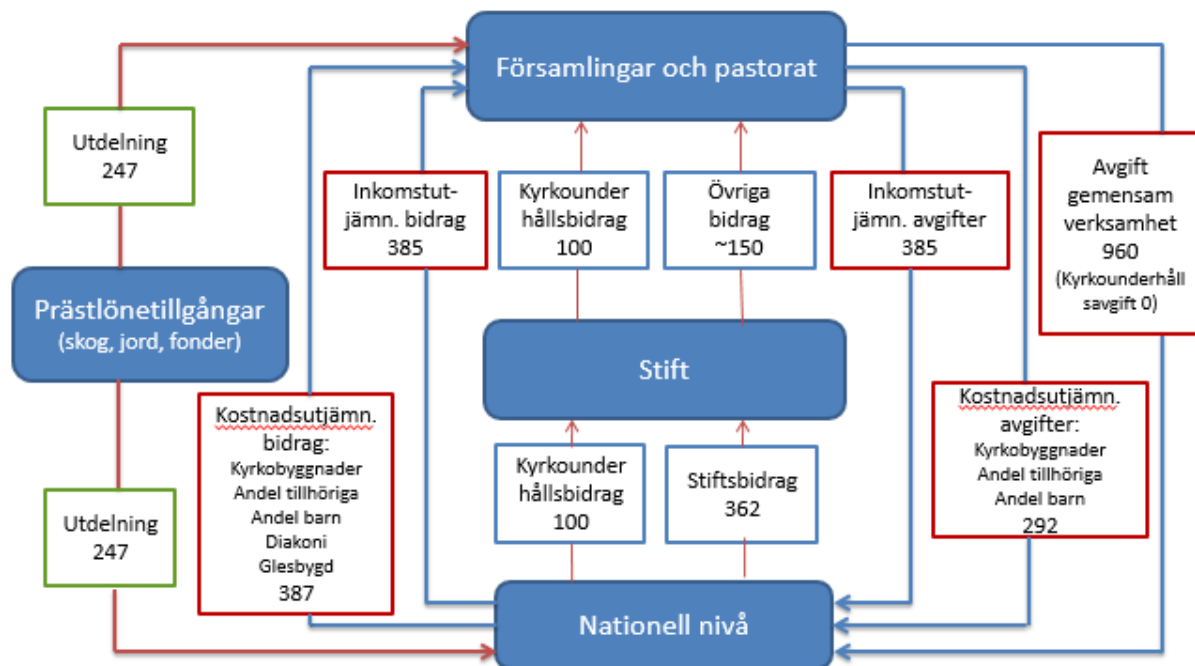 Församlingar och pastorat
Utdelning
247
Inkomstut-
jämn. bidrag
385
Kyrkounder
hållsbidrag
100
Övriga
bidrag
~150
Inkomstut-
jämn. avgifter
385
Avgift
gemensam
verksamhet
960
(Kyrkounderhåll
savgift 0)
Prästlönetillgångar
(skog, jord, fonder)
Stift
Kostnadsutjämn.
bidrag:
Kyrkobyggnader
Andel tillhöriga
Andel barn
Diakoni
Glesbygd
387
Kyrkounder
hållsbidrag
100
Stiftsbidrag
362
Kostnadsutjämn.
avgifter:
Kyrkobyggnader
Andel tillhöriga
Andel barn
292
Utdelning
247
Nationell nivå